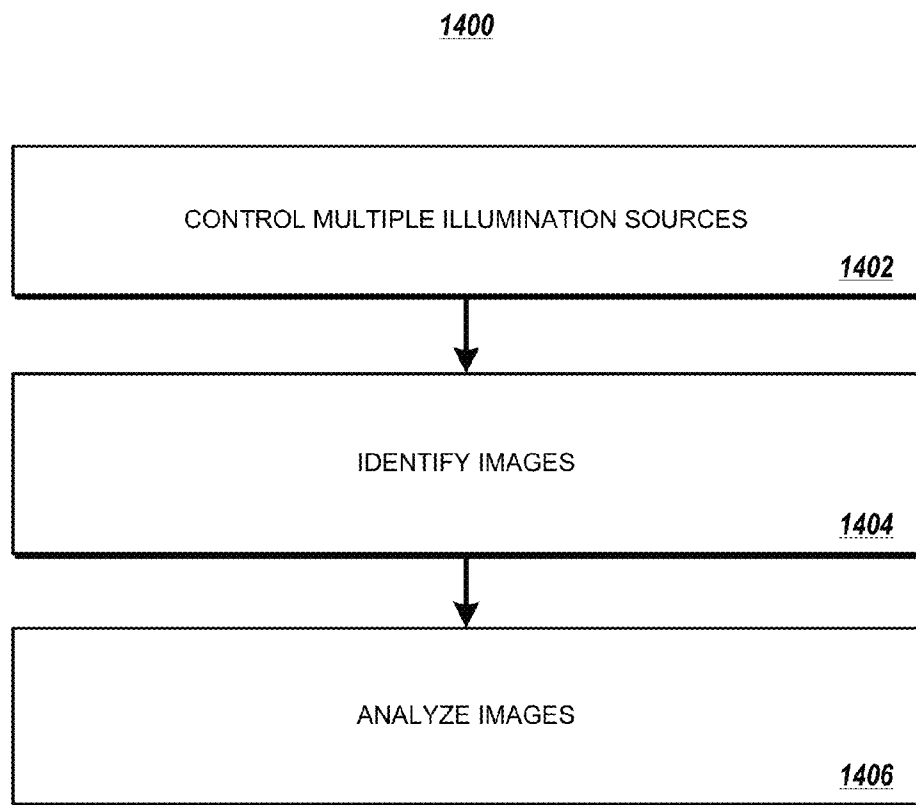 1400
CONTROL MULTIPLE ILLUMINATION SOURCES
1402
IDENTIFY IMAGES
1404
ANALYZE IMAGES
1406